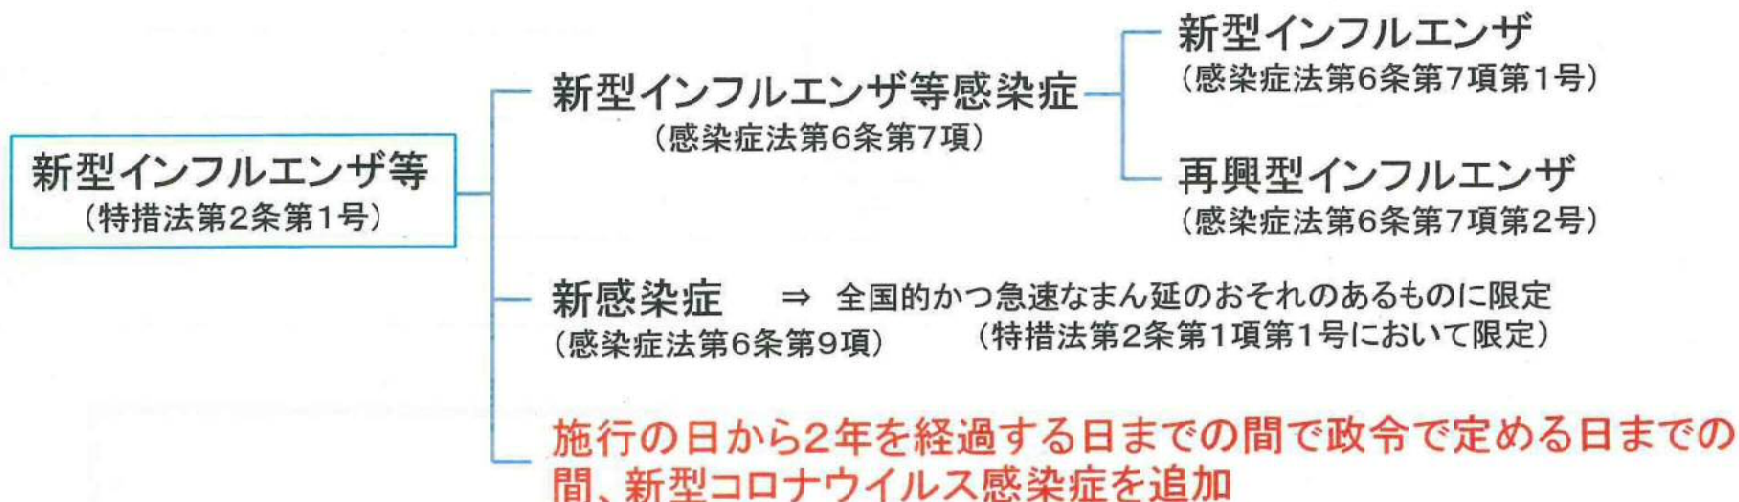 新型インフルエンザ等
（特措法第2条第1号）
新型インフルエンザ等感染症
（感染症法第6条第7項）
新型インフルエンザ
（感染症法第6条第7項第1号）
再興型インフルエンザ
（感染症法第6条第7項第2号）
新感染症　⇒　全国的かつ急速なまん延のおそれのあるものに限定
（感染症法第6条第9項）　（特措法第2条第1項第1号において限定）
施行の日から2年を経過する日までの間で政令で定める日までの
間、新型コロナウイルス感染症を追加